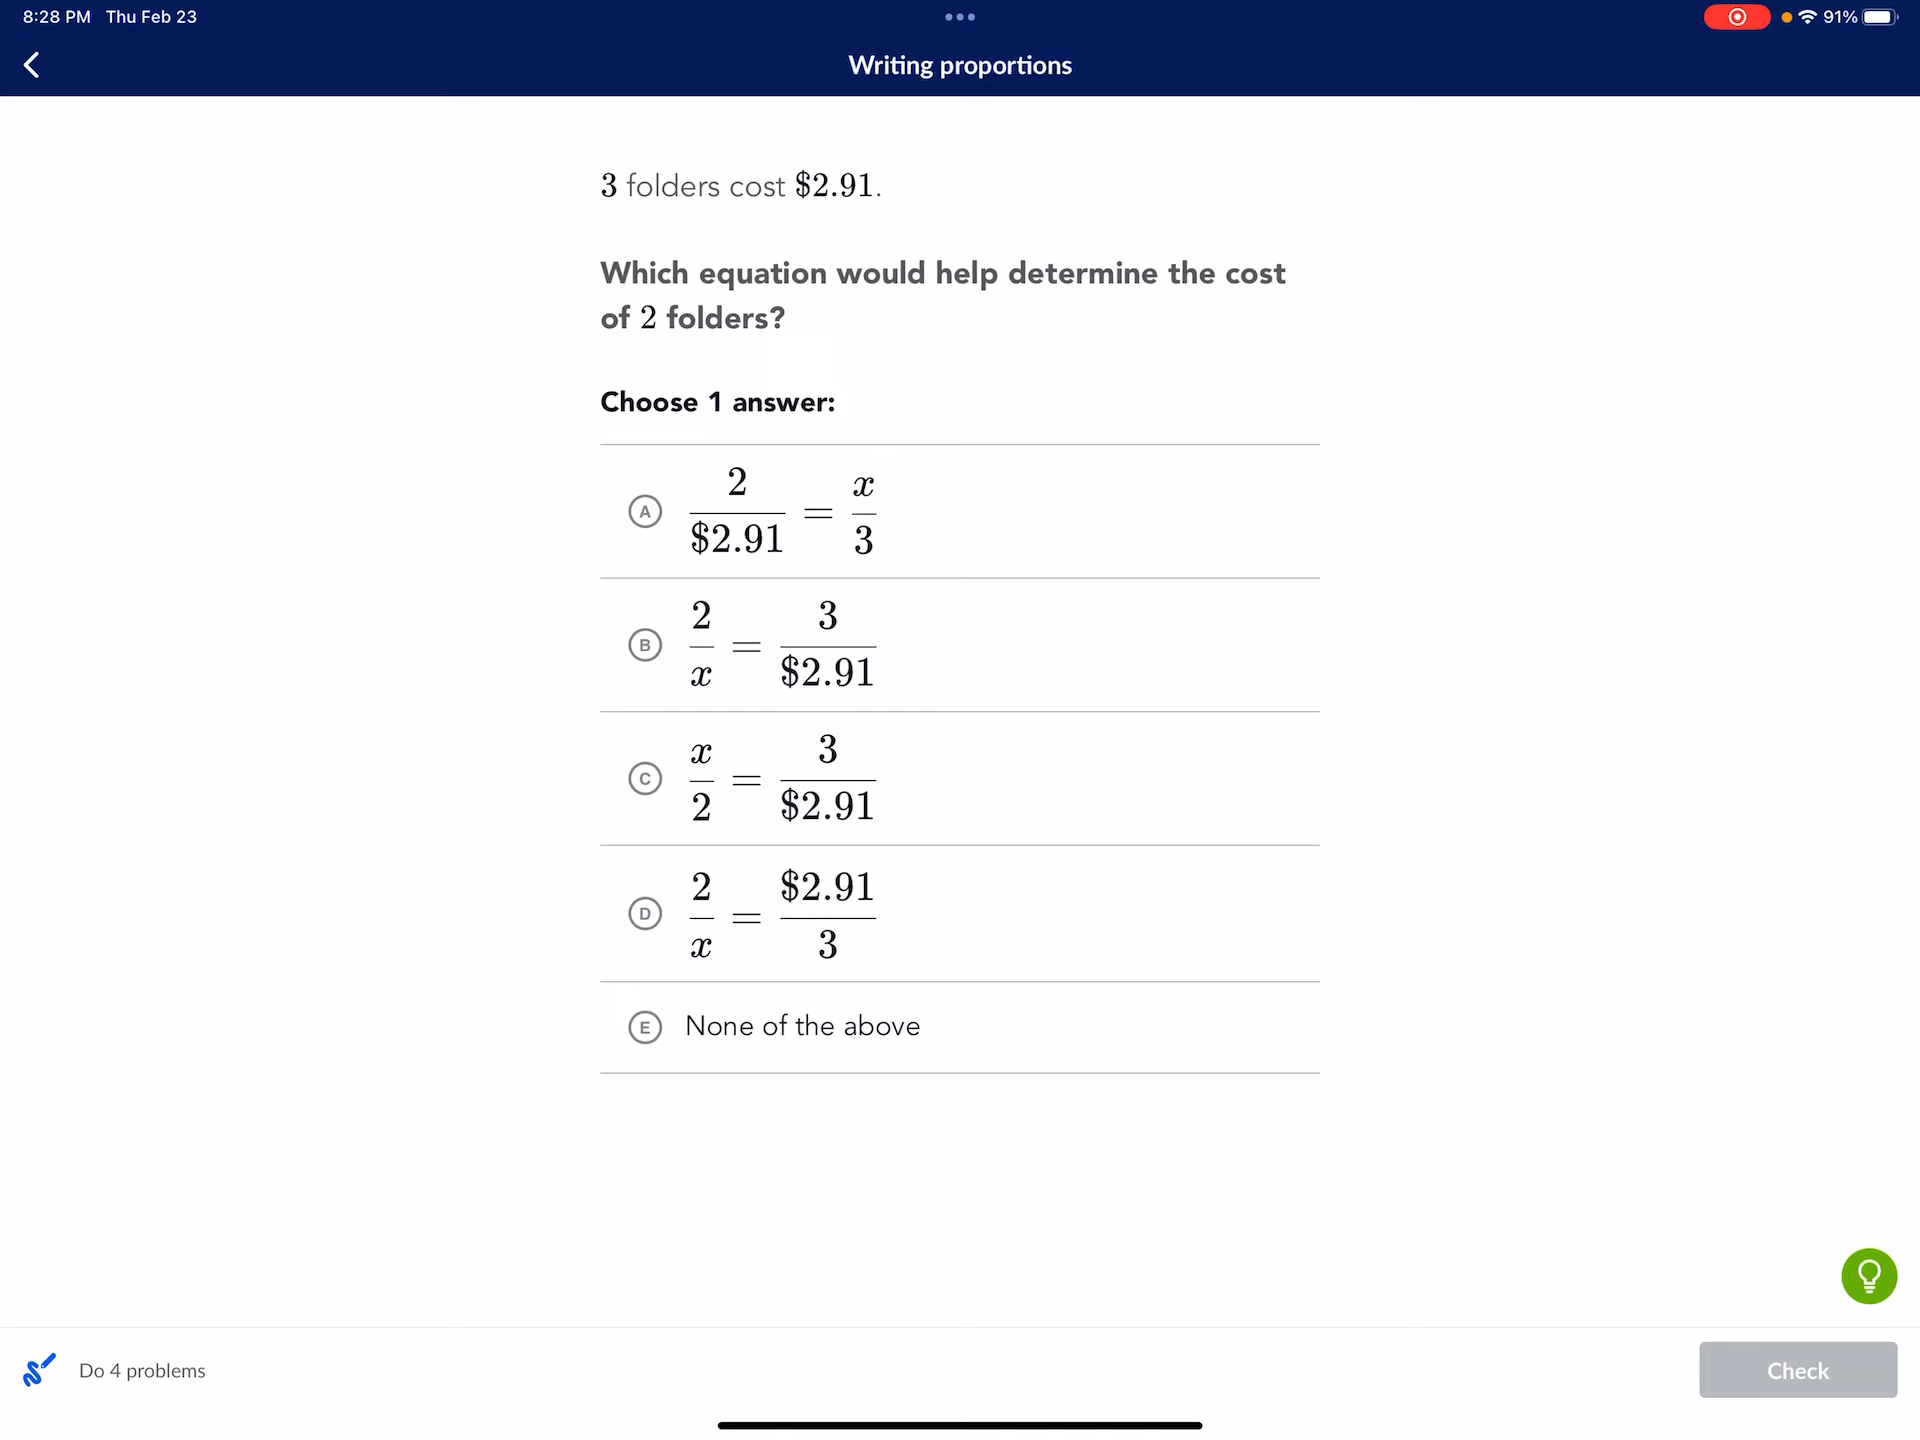 8:28 PM Thu Feb 23
91%
Writing proportions
3 folders cost $2.91.
Which equation would help determine the cost
of 2 folders?
Choose 1 answer:
A 2/$2.91 = x/3
B 2/x = 3/$2.91
C x/2 = 3/$2.91
D 2/x = $2.91/3
E None of the above
Do 4 problems
Check